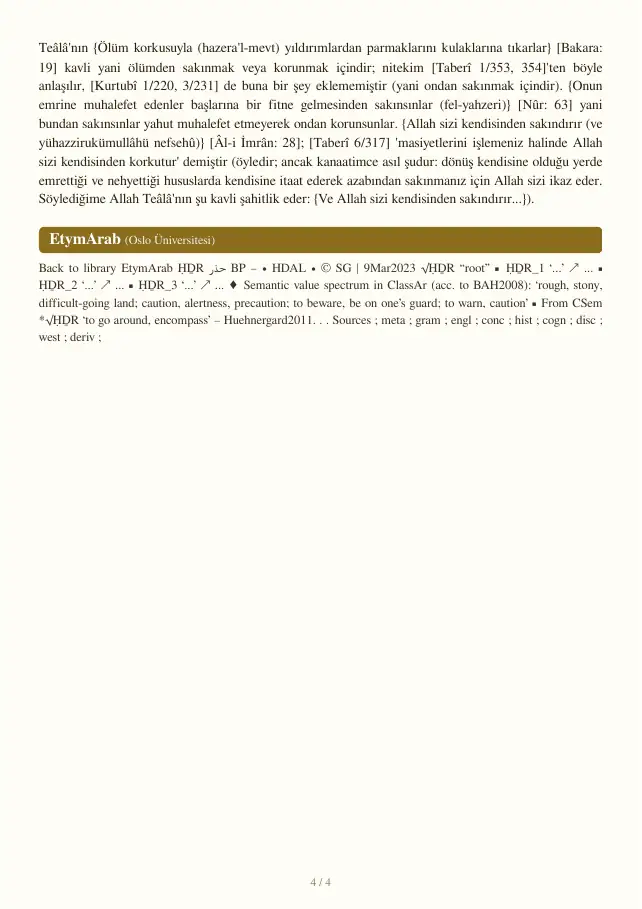 Teâlâ'nın {Ölüm korkusuyla (hazera'l-mevt) yıldırımlardan parmaklarını kulaklarına tıkarlar} [Bakara:
19] kavli yani ölümden sakınmak veya korunmak içindir; nitekim [Taberî 1/353, 354]'ten böyle
anlaşılır, [Kurtubî 1/220, 3/231] de buna bir şey eklememiştir (yani ondan sakınmak içindir). {Onun
emrine muhalefet edenler başlarına bir fitne gelmesinden sakınsınlar (fel-yahzeri)} [Nûr: 63] yani
bundan sakınsınlar yahut muhalefet etmeyerek ondan korunsunlar. {Allah sizi kendisinden sakındırır (ve
yühazzirukümullâhü nefsehû)} [Âl-i İmrân: 28]; [Taberî 6/317] 'masiyetlerini işlemeniz halinde Allah
sizi kendisinden korkutur' demiştir (öyledir; ancak kanaatimce asıl şudur: dönüş kendisine olduğu yerde
emrettiği ve nehyettiği hususlarda kendisine itaat ederek azabından sakınmanız için Allah sizi ikaz eder.
Söylediğime Allah Teâlâ'nın şu kavli şahitlik eder: {Ve Allah sizi kendisinden sakındırır...}).
EtymArab (Oslo Üniversitesi)
Back to library EtymArab ḤḎR حذر BP – • HDAL • © SG | 9Mar2023 √ḤḎR “root” ▪ ḤḎR_1 ‘...’ ↗ ... ▪
ḤḎR_2 ‘...’ ↗ ... ▪ ḤḎR_3 ‘...’ ↗ ... ♦ Semantic value spectrum in ClassAr (acc. to BAH2008): ‘rough, stony,
difficult-going land; caution, alertness, precaution; to beware, be on one’s guard; to warn, caution’ ▪ From CSem
*√ḤḎR ‘to go around, encompass’ – Huehnergard2011. . . Sources ; meta ; gram ; engl ; conc ; hist ; cogn ; disc ;
west ; deriv ;
4 / 4